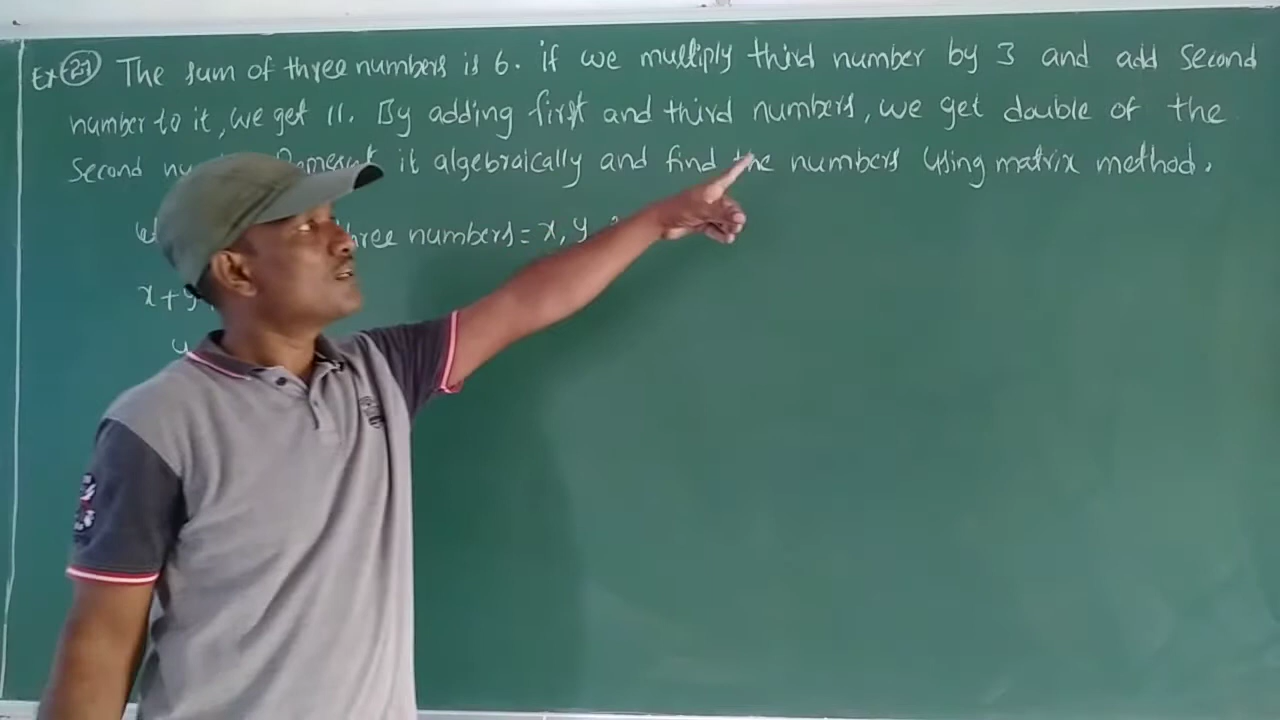 Ex 27 The sum of three numbers is 6. if we multiply third number by 3 and add second
number to it, we get 11. By adding first and third numbers, we get double of the
second it algebraically and find the numbers using matrix method.
three numbers = x, y
x + y
y